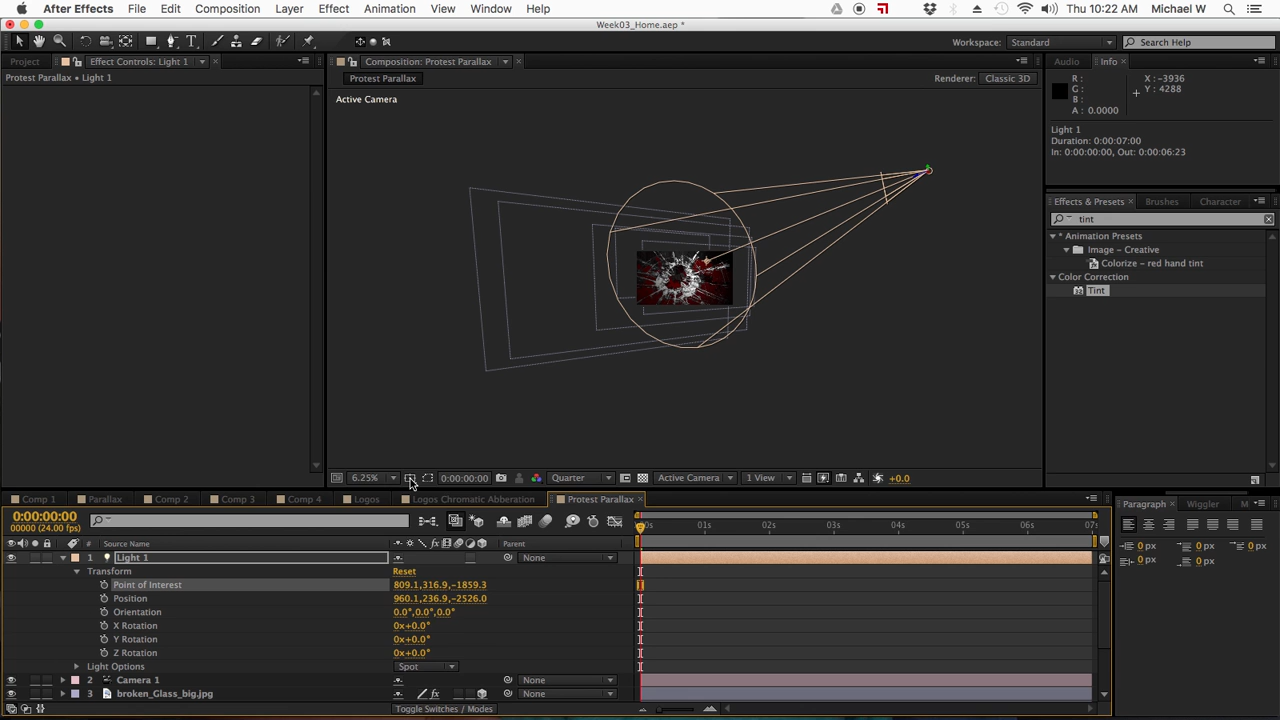 After Effects File Edit Composition Layer Effect Animation View Window Help Thu 10:22 AM Michael W
Week03_Home.aep *
Workspace: Standard Search Help
Project Effect Controls: Light 1 Composition: Protest Parallax Audio Info
Protest Parallax • Light 1 Protest Parallax Renderer: Classic 3D
Active Camera
R: X: -3936
G: Y: 4288
B:
A: 0.0000
Light 1
Duration: 0:00:07:00
In: 0:00:00:00, Out: 0:00:06:23
Effects & Presets Brushes Character
tint
* Animation Presets
Image – Creative
Colorize – red hand tint
Color Correction
Tint
6.25% 0:00:00:00 Quarter Active Camera 1 View +0.0
Comp 1 Parallax Comp 2 Comp 3 Comp 4 Logos Logos Chromatic Abberation Protest Parallax Paragraph Wiggler M
0:00:00:00
00000 (24.00 fps)
00s 01s 02s 03s 04s 05s 06s 07s
# Source Name Parent
1 Light 1 None
Transform Reset
Point of Interest 809.1,316.9,-1859.3
Position 960.1,236.9,-2526.0
Orientation 0.0°,0.0°,0.0°
X Rotation 0x+0.0°
Y Rotation 0x+0.0°
Z Rotation 0x+0.0°
Light Options Spot
2 Camera 1 None
3 broken_Glass_big.jpg None
Toggle Switches / Modes
0 px 0 px 0 px
0 px 0 px